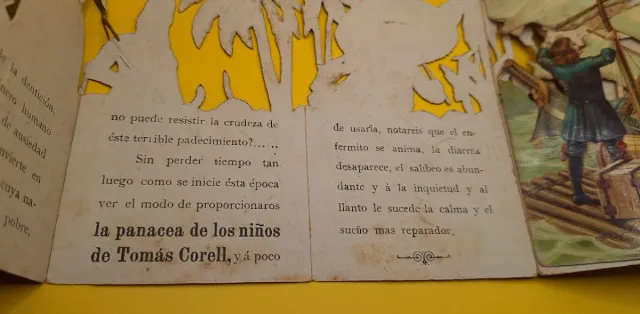 la dentición,
nero humano
de ansiedad
nvierte en
cuya na-
pobre,
no puede resistir la crudeza de
éste terrible padecimiento?.....
Sin perder tiempo tan
luego como se inicie ésta época
ver el modo de proporcionaros
la panacea de los niños
de Tomás Corell, y á poco
de usarla, notareis que el en-
fermito se anima, la diarrea
desaparece, el salibeo es abun-
dante y á la inquietud y al
llanto le sucede la calma y el
sueño mas reparador.